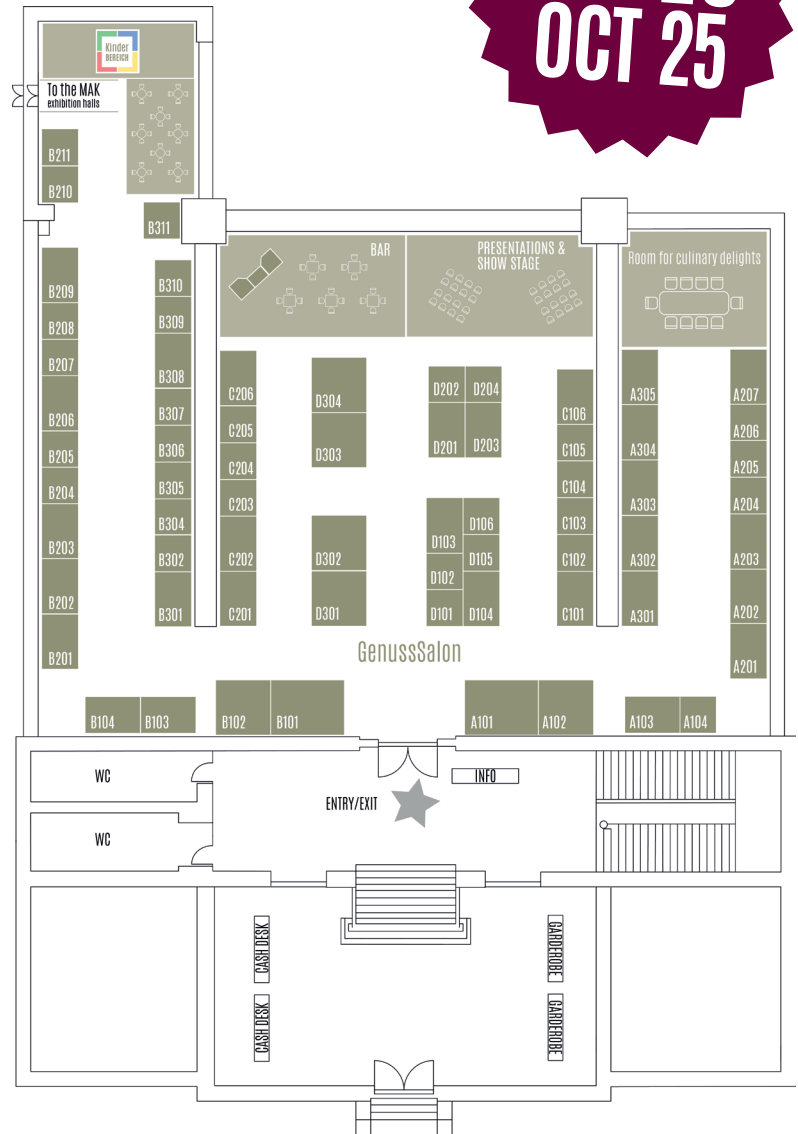 OCT 25
Kinder
BEREICH
To the MAK
exhibition halls
B211
B210
B311
BAR
PRESENTATIONS &
SHOW STAGE
Room for culinary delights
B209
B208
B207
B206
B205
B204
B203
B202
B201
B310
B309
B308
B307
B306
B305
B304
B302
B301
C206
C205
C204
C203
C202
C201
D304
D303
D302
D301
D202
D204
D201
D203
D103
D106
D102
D105
D101
D104
C106
C105
C104
C103
C102
C101
A305
A304
A303
A302
A301
A207
A206
A205
A204
A203
A202
A201
GenussSalon
B104
B103
B102
B101
A101
A102
A103
A104
WC
WC
INFO
ENTRY/EXIT
CASH DESK
CASH DESK
GARDEROBE
GARDEROBE